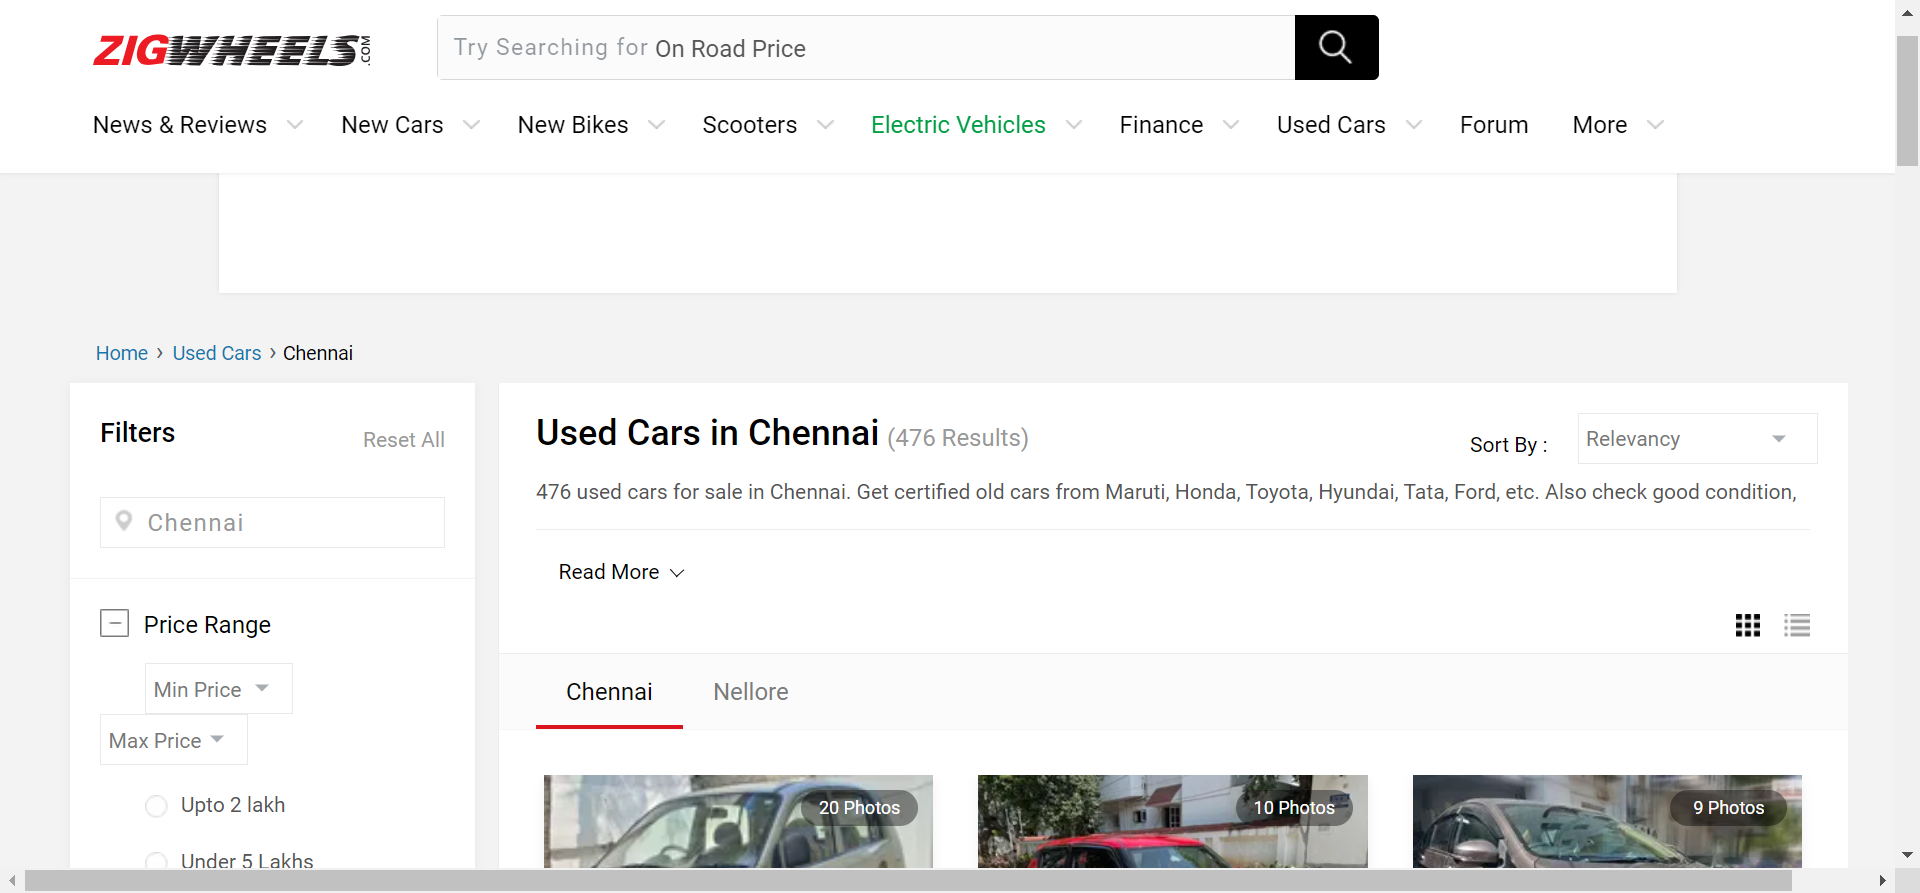 ZIGWHEELS.COM
Try Searching for On Road Price
News & Reviews New Cars New Bikes Scooters Electric Vehicles Finance Used Cars Forum More
Home › Used Cars › Chennai
Filters
Reset All
Chennai
Price Range
Min Price
Max Price
Upto 2 lakh
Under 5 Lakhs
Used Cars in Chennai (476 Results)
Sort By : Relevancy
476 used cars for sale in Chennai. Get certified old cars from Maruti, Honda, Toyota, Hyundai, Tata, Ford, etc. Also check good condition,
Read More
Chennai Nellore
20 Photos
10 Photos
9 Photos